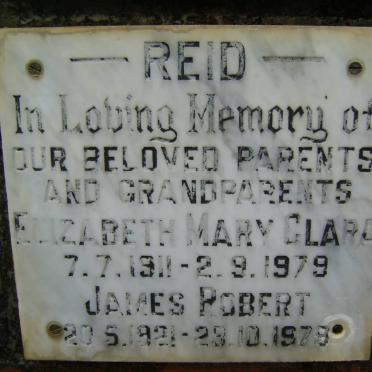 — REID —
In Loving Memory of
OUR BELOVED PARENTS
AND GRANDPARENTS
ELIZABETH MARY CLARA
7.7.1911-2.9.1979
JAMES ROBERT
20.5.1921-29.10.1979